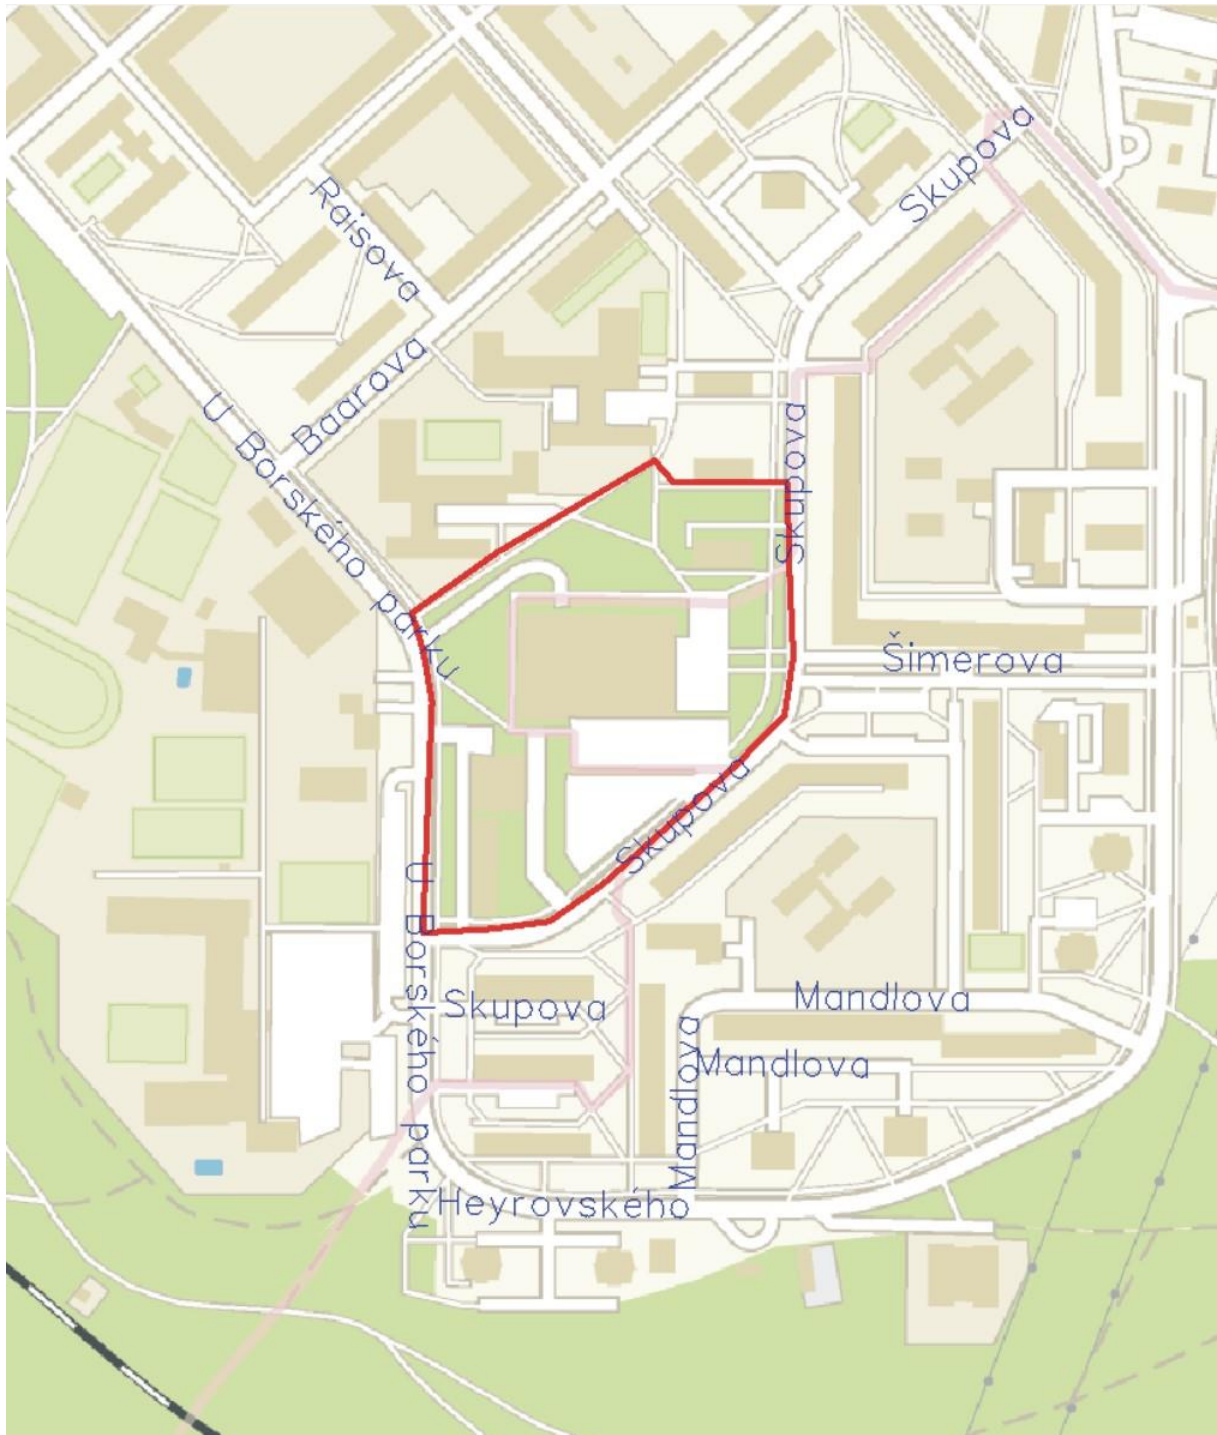 Skupova
Raisova
Baarova
U Borského parku
Skupova
Šimerova
Skupova
U Borského parku
Skupova
Mandlova
Mandlova
Mandlova
Heyrovského